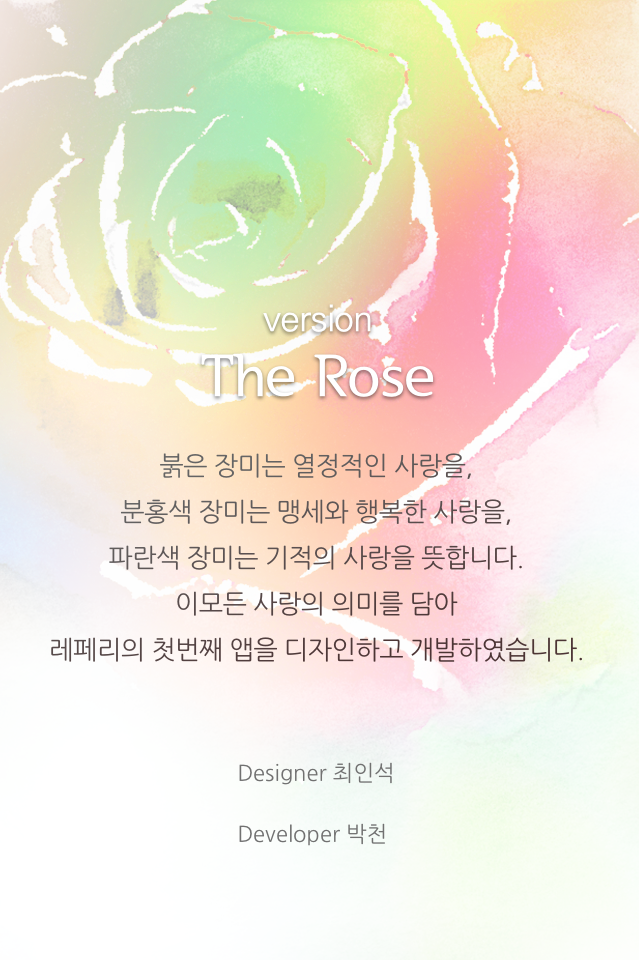 version
The Rose
붉은 장미는 열정적인 사랑을,
분홍색 장미는 맹세와 행복한 사랑을,
파란색 장미는 기적의 사랑을 뜻합니다.
이모든 사랑의 의미를 담아
레페리의 첫번째 앱을 디자인하고 개발하였습니다.
Designer 최인석
Developer 박천